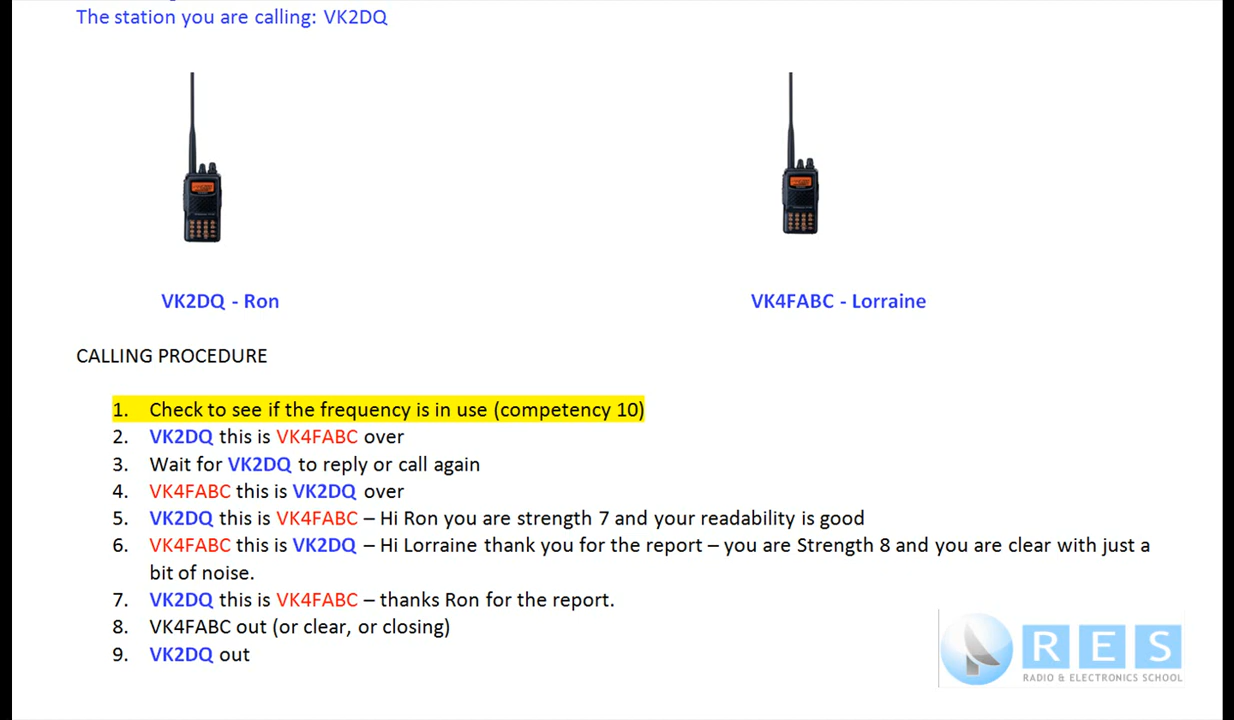 The station you are calling: VK2DQ
VK2DQ - Ron
VK4FABC - Lorraine
CALLING PROCEDURE
1. Check to see if the frequency is in use (competency 10)
2. VK2DQ this is VK4FABC over
3. Wait for VK2DQ to reply or call again
4. VK4FABC this is VK2DQ over
5. VK2DQ this is VK4FABC – Hi Ron you are strength 7 and your readability is good
6. VK4FABC this is VK2DQ – Hi Lorraine thank you for the report – you are Strength 8 and you are clear with just a
bit of noise.
7. VK2DQ this is VK4FABC – thanks Ron for the report.
8. VK4FABC out (or clear, or closing)
9. VK2DQ out
RES
RADIO & ELECTRONICS SCHOOL